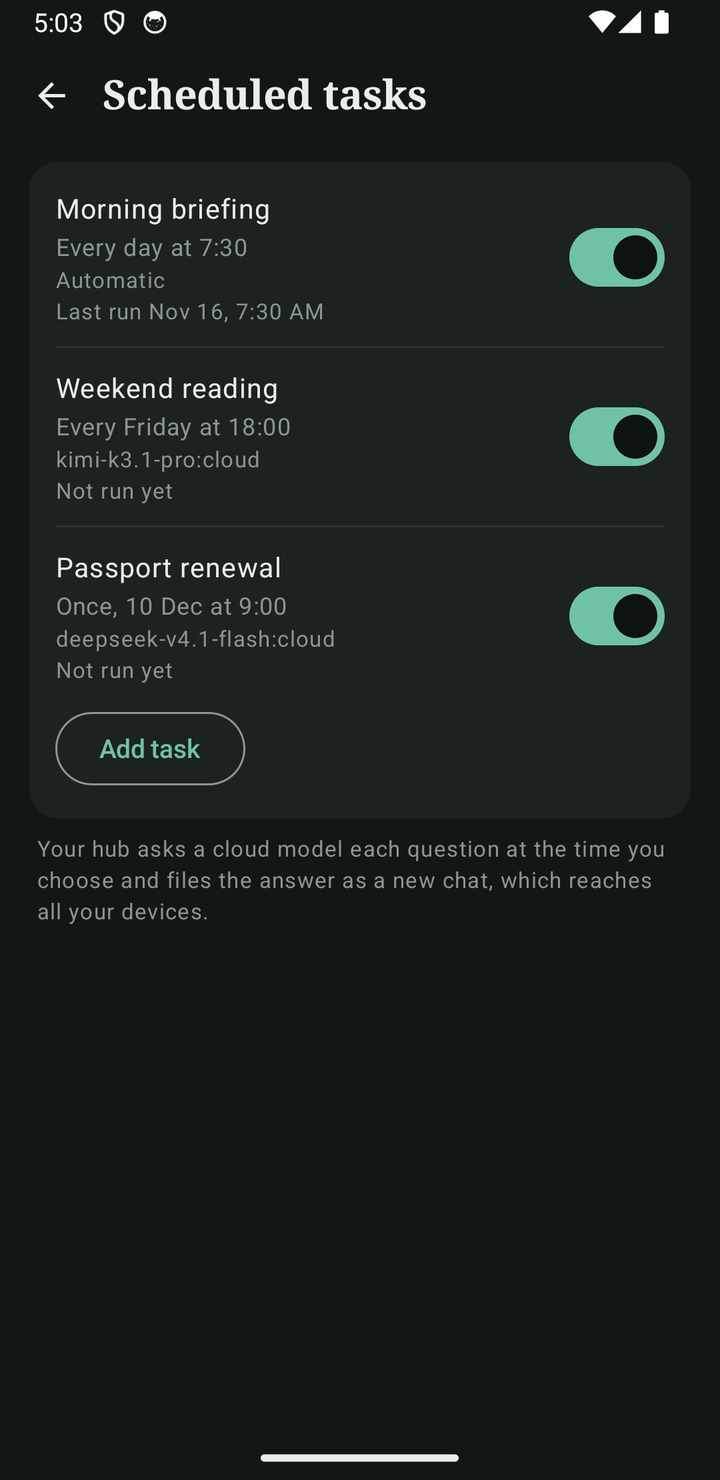 5:03
Scheduled tasks
Morning briefing
Every day at 7:30
Automatic
Last run Nov 16, 7:30 AM
Weekend reading
Every Friday at 18:00
kimi-k3.1-pro:cloud
Not run yet
Passport renewal
Once, 10 Dec at 9:00
deepseek-v4.1-flash:cloud
Not run yet
Add task
Your hub asks a cloud model each question at the time you
choose and files the answer as a new chat, which reaches
all your devices.